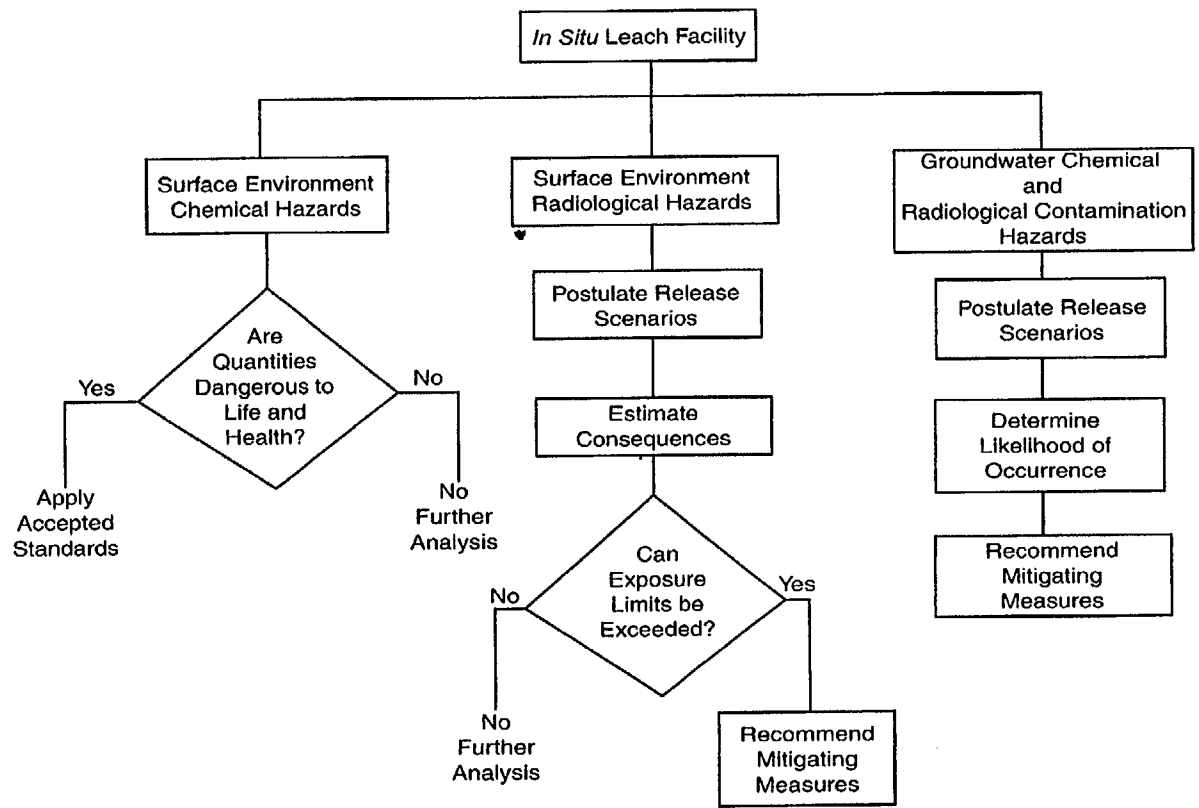 In Situ Leach Facility
Surface Environment
Chemical Hazards
Surface Environment
Radiological Hazards
Groundwater Chemical
and
Radiological Contamination
Hazards
Are
Quantities
Dangerous to
Life and
Health?
Yes
No
Apply
Accepted
Standards
No
Further
Analysis
Postulate Release
Scenarios
Estimate
Consequences
Can
Exposure
Limits be
Exceeded?
No
Yes
No
Further
Analysis
Recommend
Mitigating
Measures
Postulate Release
Scenarios
Determine
Likelihood of
Occurrence
Recommend
Mitigating
Measures